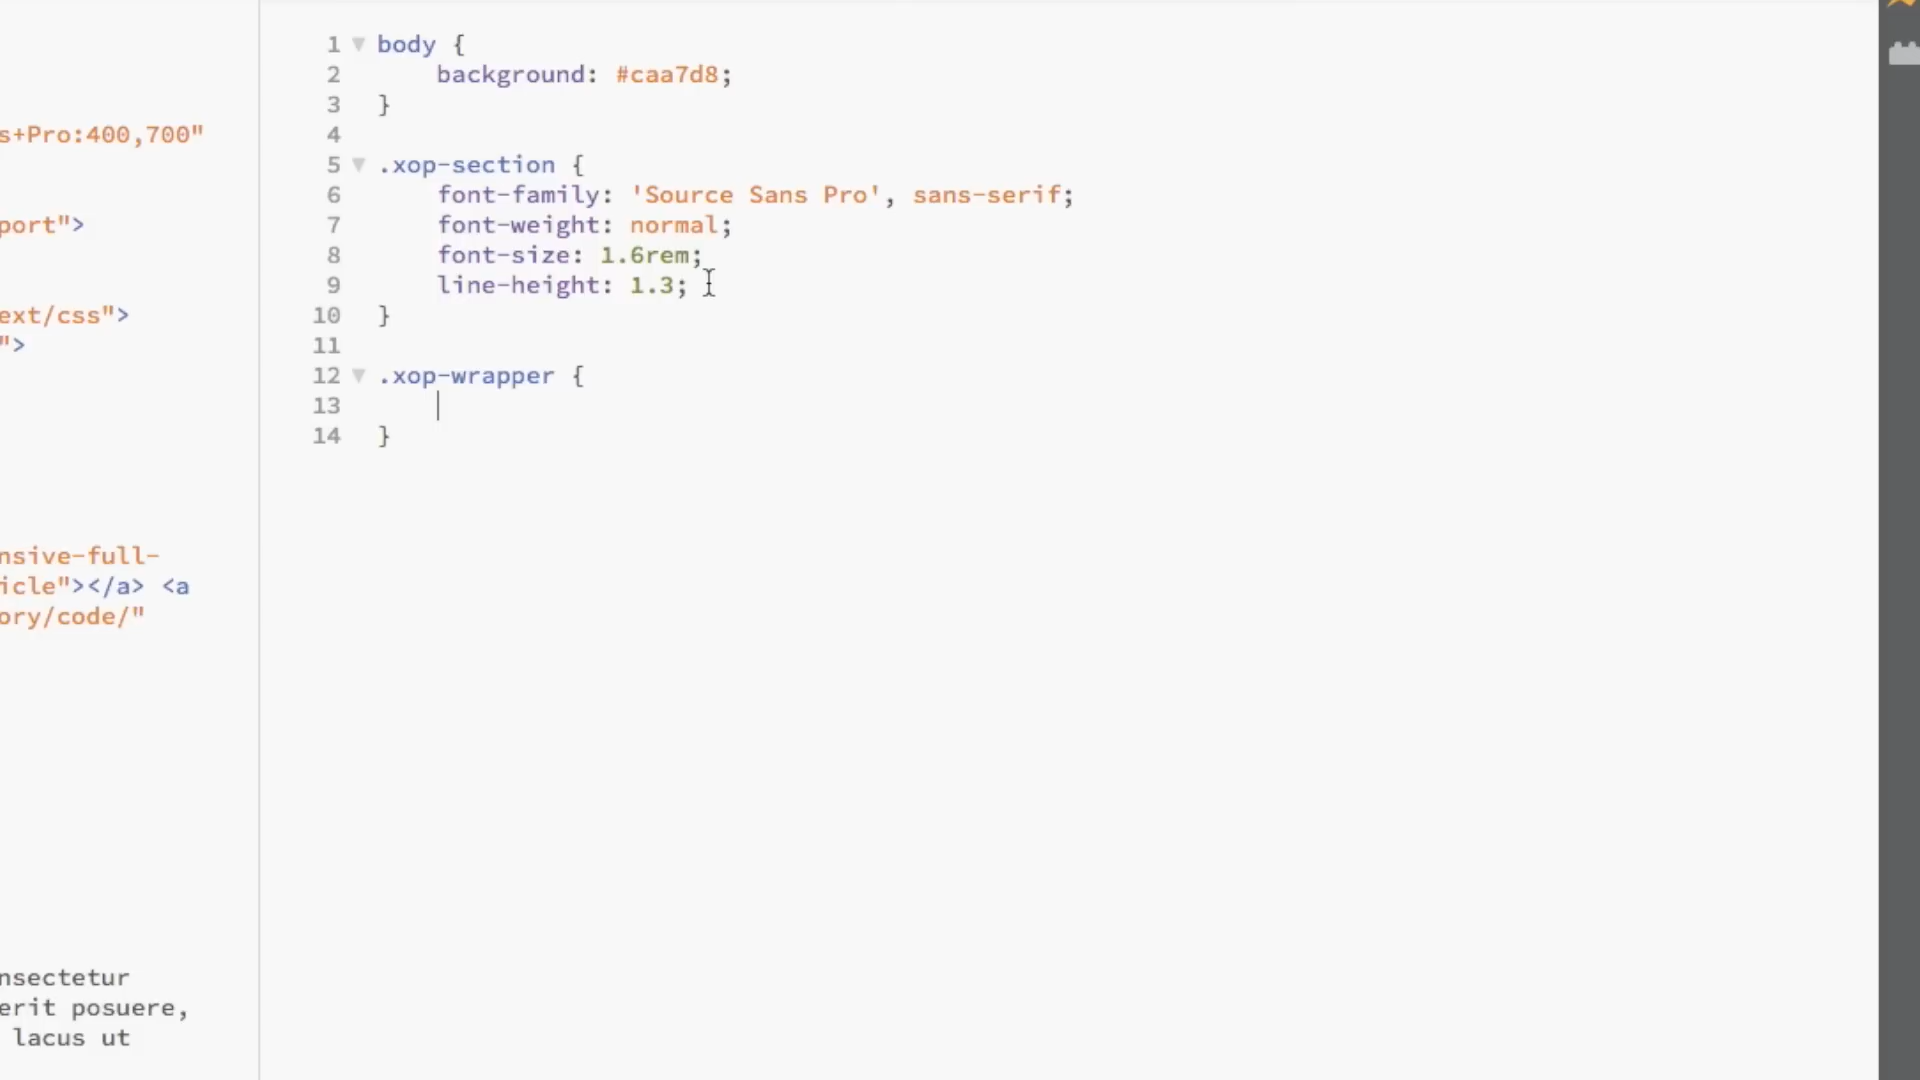 s+Pro:400,700"
port">
ext/css">
">
nsive-full-
icle"></a> <a
ory/code/"
nsectetur
erit posuere,
lacus ut
1 body {
2 background: #caa7d8;
3 }
4
5 .xop-section {
6 font-family: 'Source Sans Pro', sans-serif;
7 font-weight: normal;
8 font-size: 1.6rem;
9 line-height: 1.3;
10 }
11
12 .xop-wrapper {
13
14 }